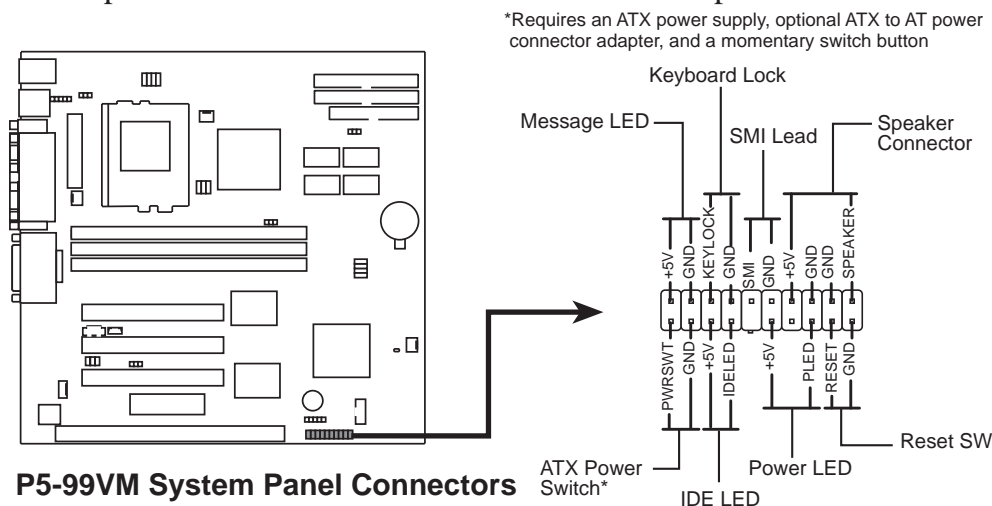 *Requires an ATX power supply, optional ATX to AT power
connector adapter, and a momentary switch button
Keyboard Lock
Message LED
SMI Lead
Speaker
Connector
+5V
GND
KEYLOCK
GND
SMI
GND
+5V
GND
GND
SPEAKER
PWRSWT
GND
+5V
IDELED
+5V
PLED
RESET
GND
ATX Power
Switch*
IDE LED
Power LED
Reset SW
P5-99VM System Panel Connectors